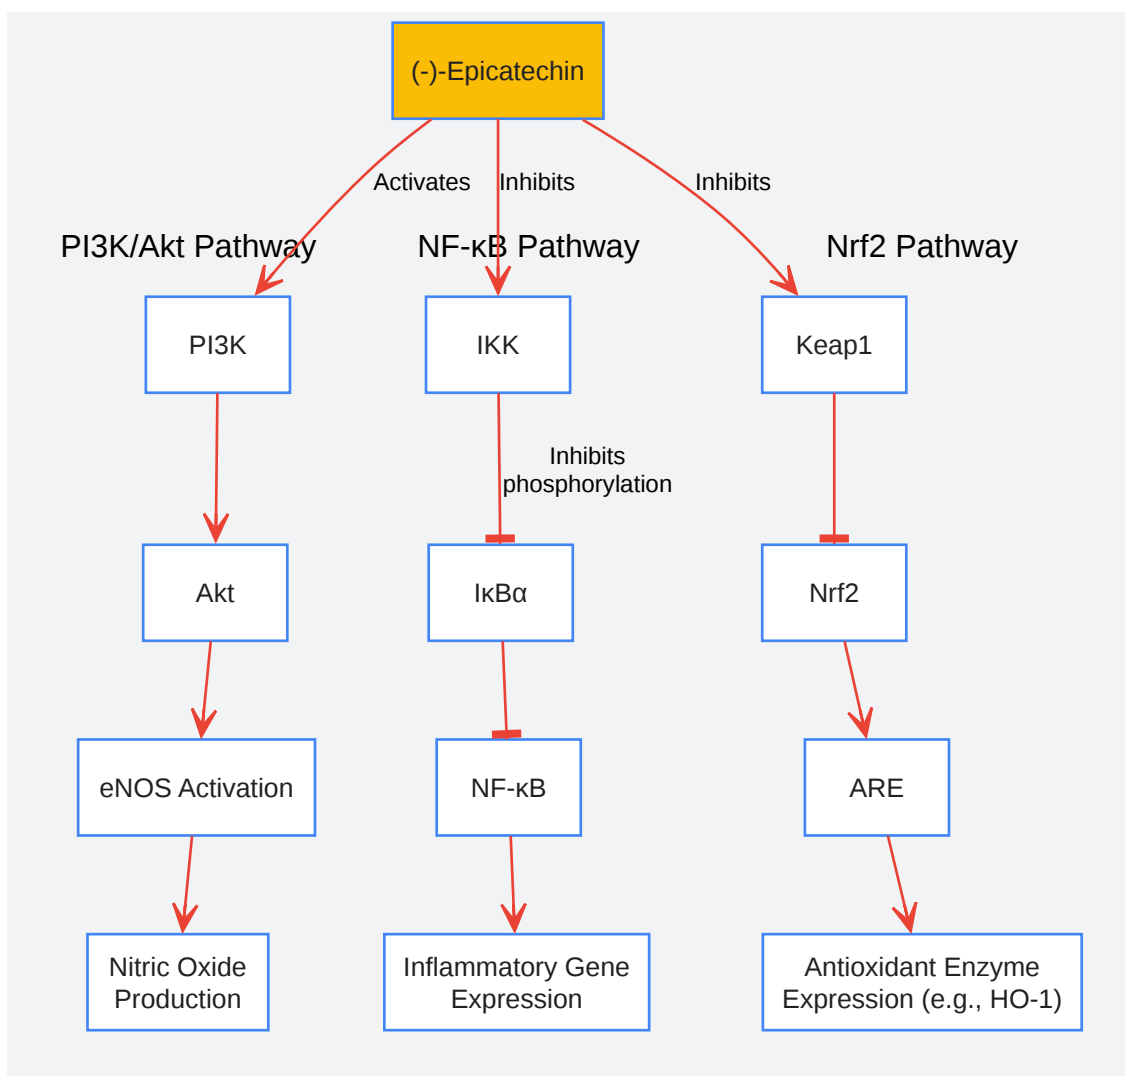 (-)-Epicatechin
Activates
Inhibits
Inhibits
PI3K/Akt Pathway
NF-κB Pathway
Nrf2 Pathway
PI3K
IKK
Keap1
Inhibits
phosphorylation
Akt
IκBα
Nrf2
eNOS Activation
NF-κB
ARE
Nitric Oxide
Production
Inflammatory Gene
Expression
Antioxidant Enzyme
Expression (e.g., HO-1)